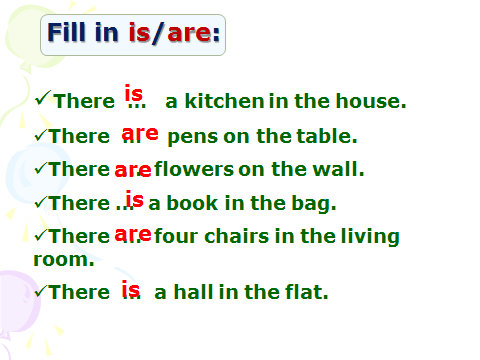 Fill in is/are:
✓There is a kitchen in the house.
✓There are pens on the table.
✓There are flowers on the wall.
✓There is a book in the bag.
✓There are four chairs in the living
room.
✓There is a hall in the flat.